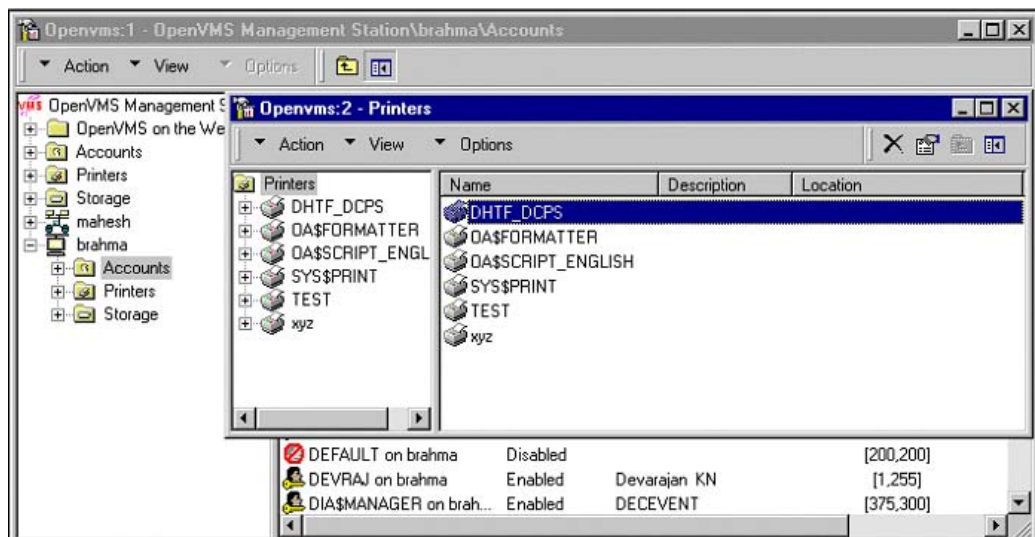 Openvms:1 - OpenVMS Management Station\brahma\Accounts
Action View Options
OpenVMS Management S
OpenVMS on the We
Accounts
Printers
Storage
mahesh
brahma
Accounts
Printers
Storage
Openvms:2 - Printers
Action View Options
Printers
DHTF_DCPS
OA$FORMATTER
OA$SCRIPT_ENGL
SYS$PRINT
TEST
xyz
Name Description Location
DHTF_DCPS
OA$FORMATTER
OA$SCRIPT_ENGLISH
SYS$PRINT
TEST
xyz
DEFAULT on brahma Disabled [200,200]
DEVRAJ on brahma Enabled Devarajan KN [1,255]
DIA$MANAGER on brah... Enabled DECEVENT [375,300]